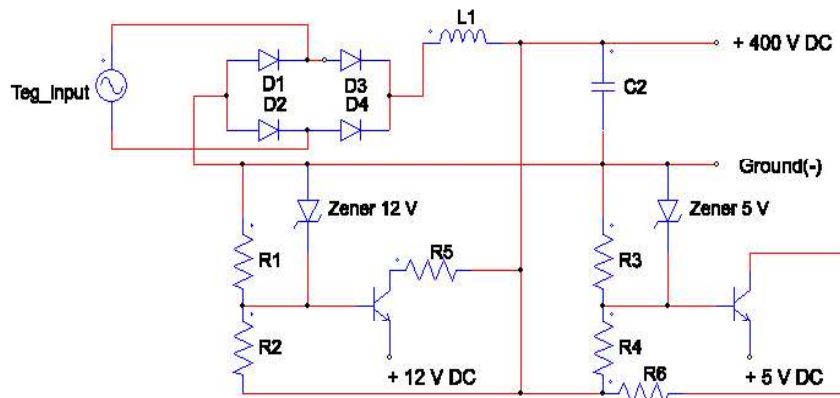 L1
+ 400 V DC
D1
D3
Teg_Input
D2
D4
C2
Ground(-)
Zener 12 V
Zener 5 V
R1
R5
R3
R2
R4
+ 12 V DC
R6
+ 5 V DC